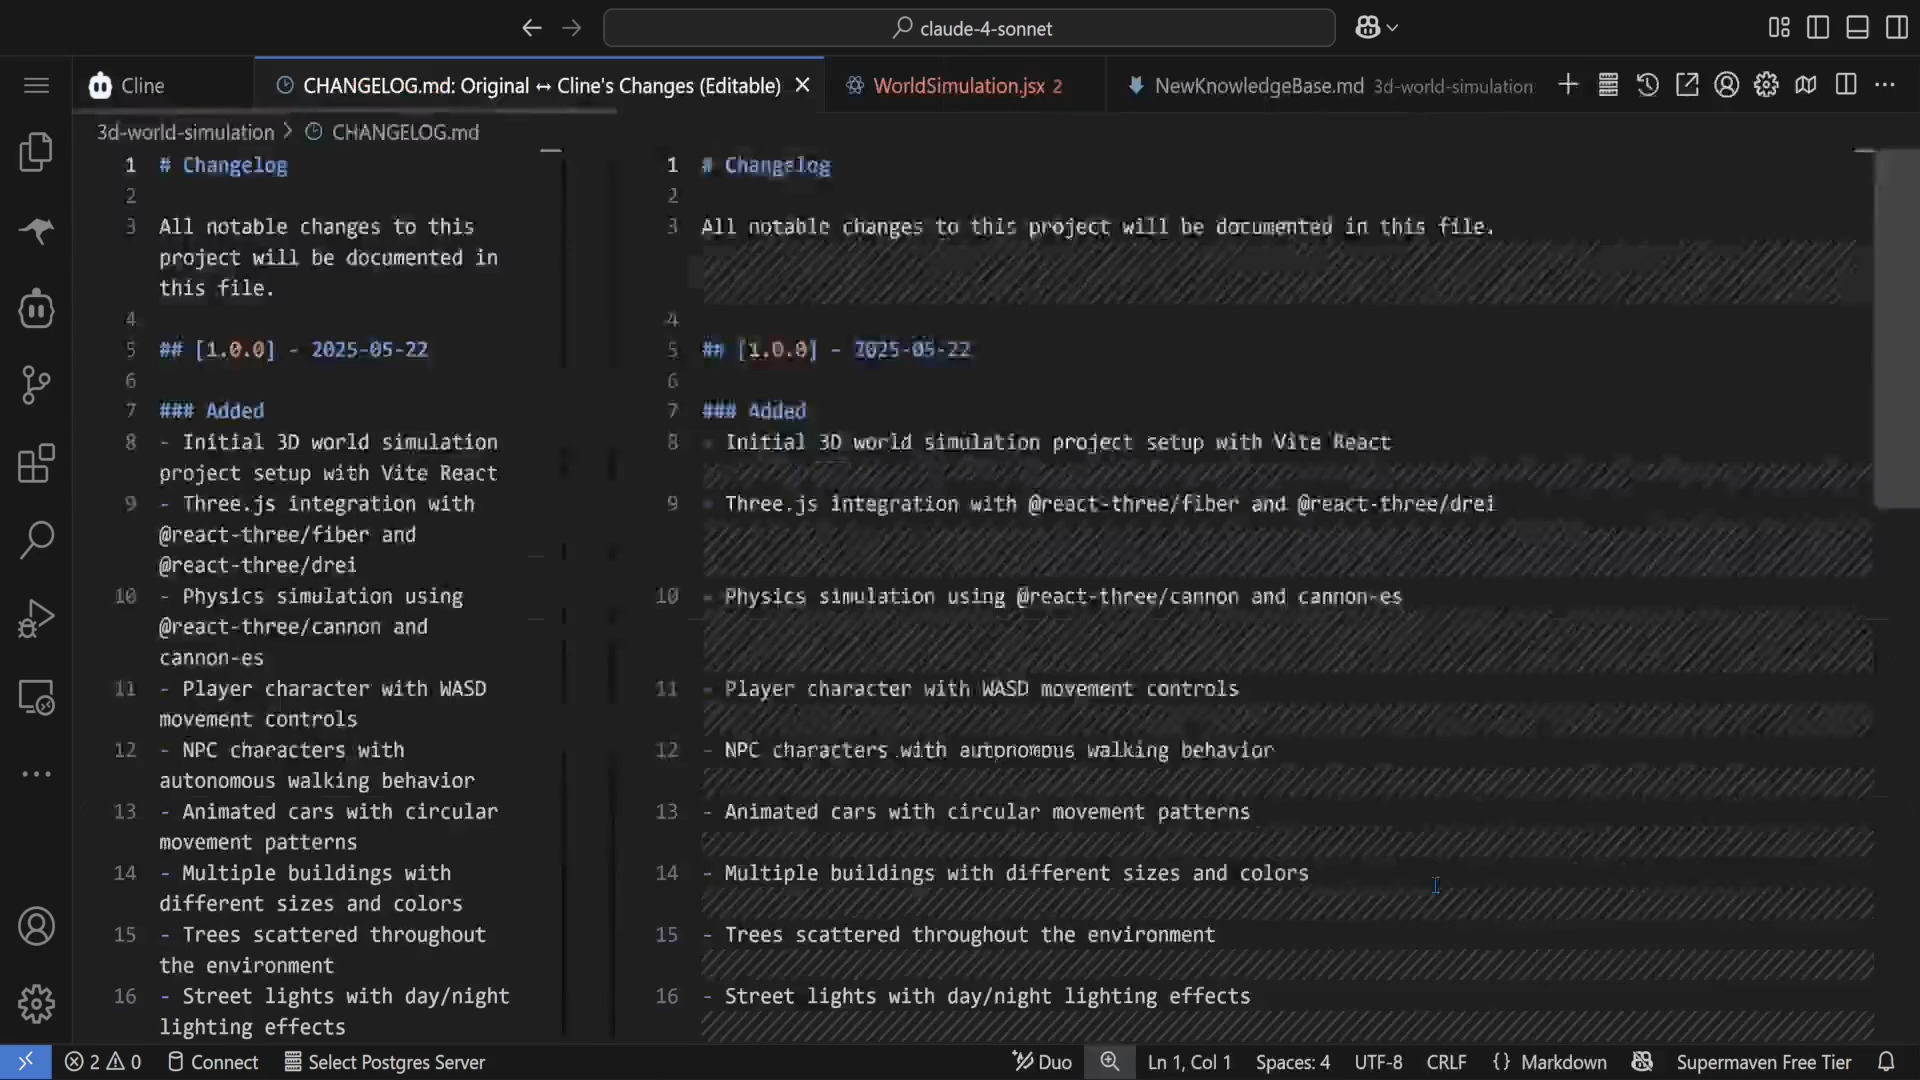 claude-4-sonnet
Cline
CHANGELOG.md: Original ↔ Cline's Changes (Editable)
WorldSimulation.jsx 2
NewKnowledgeBase.md 3d-world-simulation
3d-world-simulation > CHANGELOG.md
1 # Changelog
2
3 All notable changes to this
project will be documented in
this file.
4
5 ## [1.0.0] - 2025-05-22
6
7 ### Added
8 - Initial 3D world simulation
project setup with Vite React
9 - Three.js integration with
@react-three/fiber and
@react-three/drei
10 - Physics simulation using
@react-three/cannon and
cannon-es
11 - Player character with WASD
movement controls
12 - NPC characters with
autonomous walking behavior
13 - Animated cars with circular
movement patterns
14 - Multiple buildings with
different sizes and colors
15 - Trees scattered throughout
the environment
16 - Street lights with day/night
lighting effects
1 # Changelog
2
3 All notable changes to this project will be documented in this file.
4
5 ## [1.0.0] - 2025-05-22
6
7 ### Added
8 - Initial 3D world simulation project setup with Vite React
9 - Three.js integration with @react-three/fiber and @react-three/drei
10 - Physics simulation using @react-three/cannon and cannon-es
11 - Player character with WASD movement controls
12 - NPC characters with autonomous walking behavior
13 - Animated cars with circular movement patterns
14 - Multiple buildings with different sizes and colors
15 - Trees scattered throughout the environment
16 - Street lights with day/night lighting effects
2 0 Connect Select Postgres Server Duo Ln 1, Col 1 Spaces: 4 UTF-8 CRLF {} Markdown Supermaven Free Tier